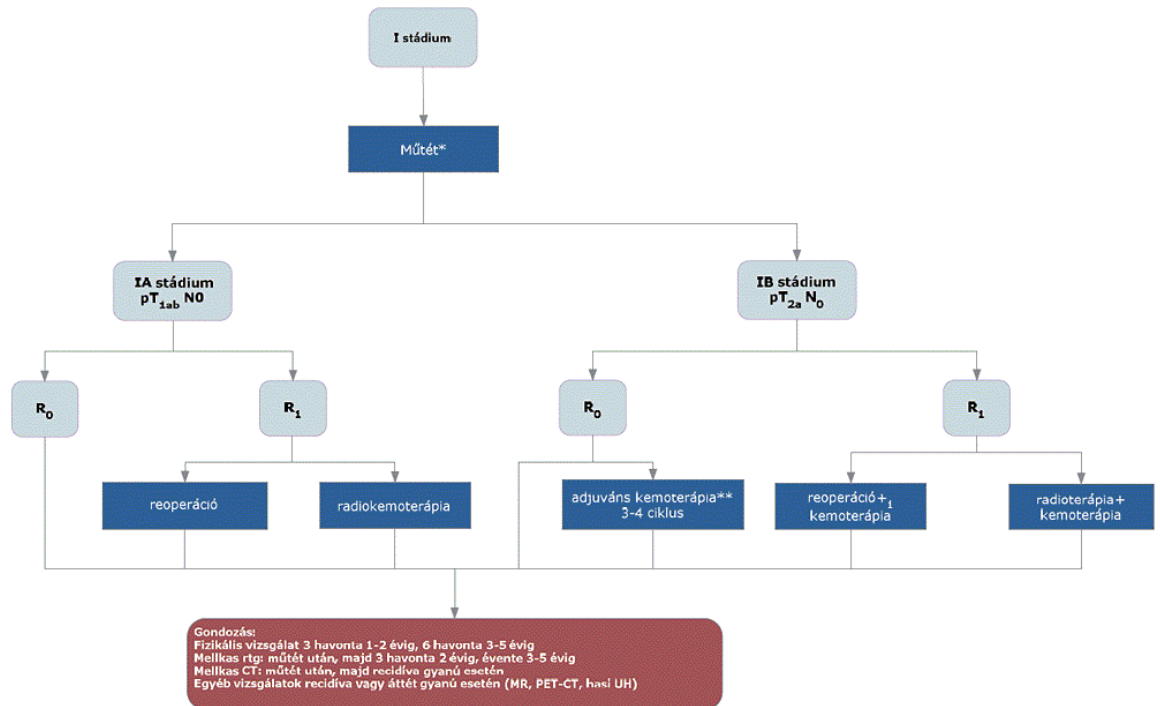 I stádium
Műtét*
IA stádium
pT1ab N0
IB stádium
pT2a N0
R0
R1
R0
R1
reoperáció
radiokemoterápia
adjuváns kemoterápia**
3-4 ciklus
reoperáció+1
kemoterápia
radioterápia+
kemoterápia
Gondozás:
Fizikális vizsgálat 3 havonta 1-2 évig, 6 havonta 3-5 évig
Mellkas rtg: műtét után, majd 3 havonta 2 évig, évente 3-5 évig
Mellkas CT: műtét után, majd recidíva gyanú esetén
Egyéb vizsgálatok recidíva vagy áttét gyanú esetén (MR, PET-CT, hasi UH)